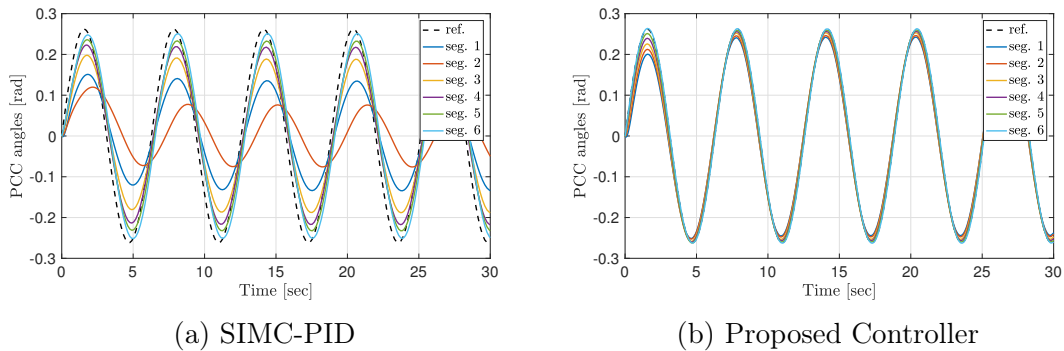 PCC angles [rad]
0.3
0.2
0.1
0
-0.1
-0.2
-0.3
0 5 10 15 20 25 30
Time [sec]
ref.
seg. 1
seg. 2
seg. 3
seg. 4
seg. 5
seg. 6
(a) SIMC-PID
PCC angles [rad]
0.3
0.2
0.1
0
-0.1
-0.2
-0.3
0 5 10 15 20 25 30
Time [sec]
ref.
seg. 1
seg. 2
seg. 3
seg. 4
seg. 5
seg. 6
(b) Proposed Controller